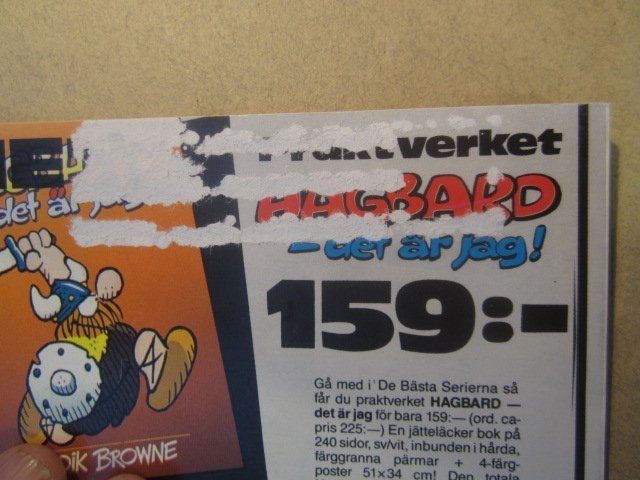 det är jag
DIK BROWNE
Praktverket
HAGBARD
– det är jag!
159:-
Gå med i De Bästa Serierna så
får du praktverket HAGBARD —
det är jag för bara 159:— (ord. ca-
pris 225:—) En jätteläcker bok på
240 sidor, sv/vit, inbunden i hårda,
färggranna pärmar + 4-färg-
poster 51×34 cm! Den totala